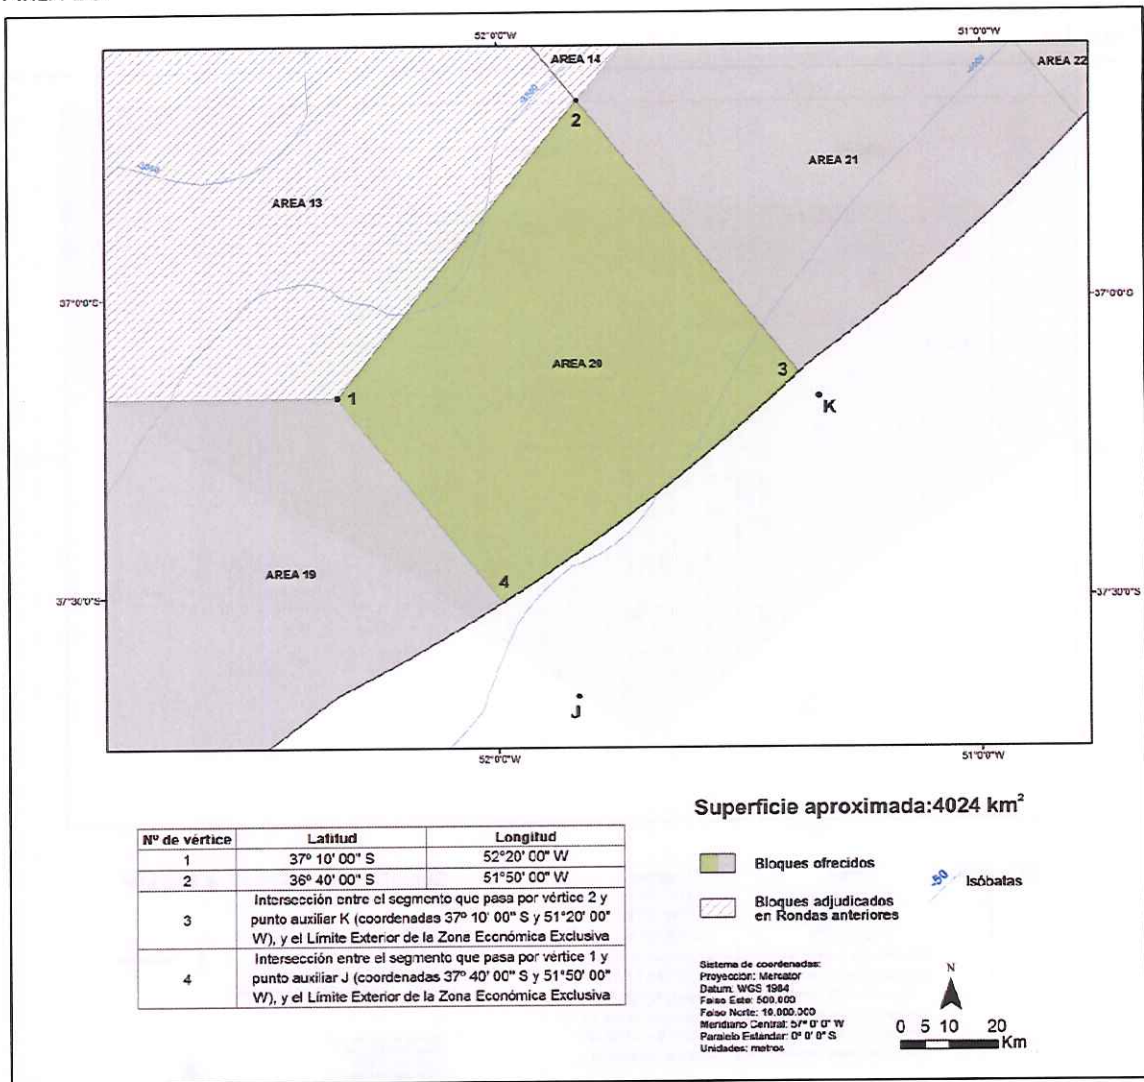 52°0'0"W
51°0'0"W
AREA 14
AREA 22
2
AREA 21
AREA 13
37°0'0"S
37°0'0"S
AREA 20
3
1
K
AREA 19
4
37°30'0"S
37°30'0"S
J
52°0'0"W
51°0'0"W
Superficie aproximada:4024 km²
Nº de vértice Latitud Longitud
1 37º 10' 00" S 52°20' 00" W
2 36º 40' 00" S 51°50' 00" W
3 Intersección entre el segmento que pasa por vértice 2 y
punto auxiliar K (coordenadas 37º 10' 00" S y 51°20' 00"
W), y el Límite Exterior de la Zona Económica Exclusiva
4 Intersección entre el segmento que pasa por vértice 1 y
punto auxiliar J (coordenadas 37º 40' 00" S y 51°50' 00"
W), y el Límite Exterior de la Zona Económica Exclusiva
Bloques ofrecidos
Bloques adjudicados
en Rondas anteriores
-50 Isóbatas
Sistema de coordenadas:
Proyección: Mercator
Datum: WGS 1984
Falso Este: 500.000
Falso Norte: 10.000.000
Meridiano Central: 57° 0' 0" W
Paralelo Estándar: 0° 0' 0" S
Unidades: metros
N
0 5 10 20
Km